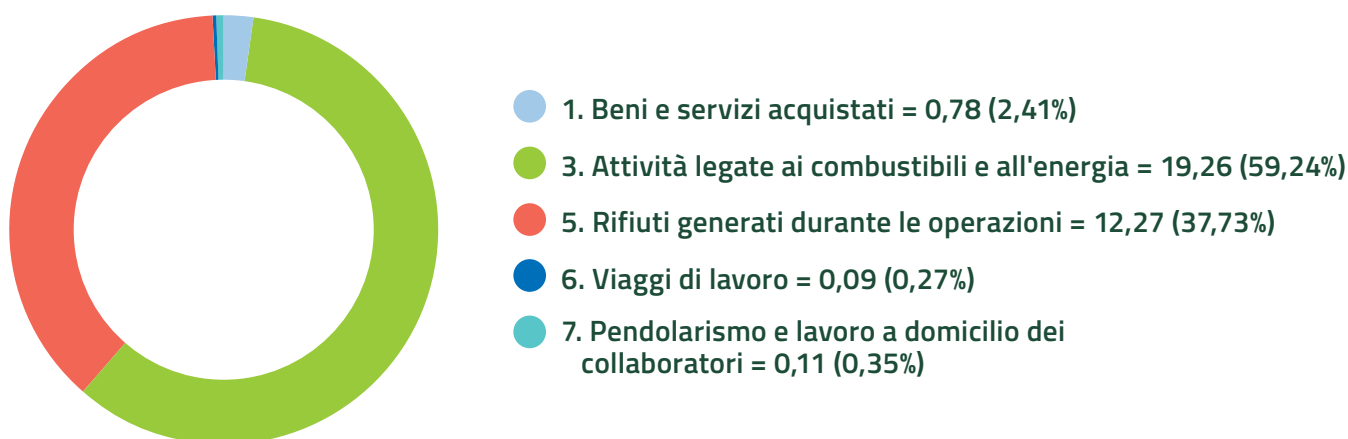 1. Beni e servizi acquistati = 0,78 (2,41%)
3. Attività legate ai combustibili e all'energia = 19,26 (59,24%)
5. Rifiuti generati durante le operazioni = 12,27 (37,73%)
6. Viaggi di lavoro = 0,09 (0,27%)
7. Pendolarismo e lavoro a domicilio dei
collaboratori = 0,11 (0,35%)